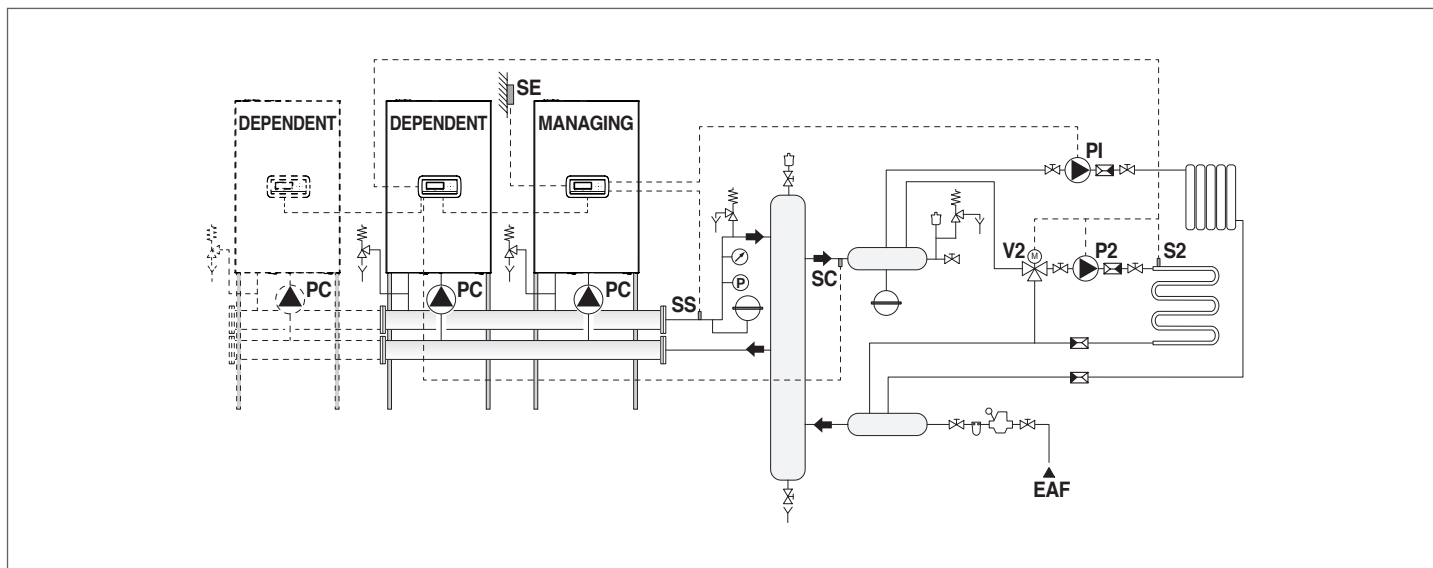 SE
DEPENDENT
DEPENDENT
MANAGING
PI
V2
M
P2
S2
SC
PC
PC
PC
SS
P
EAF